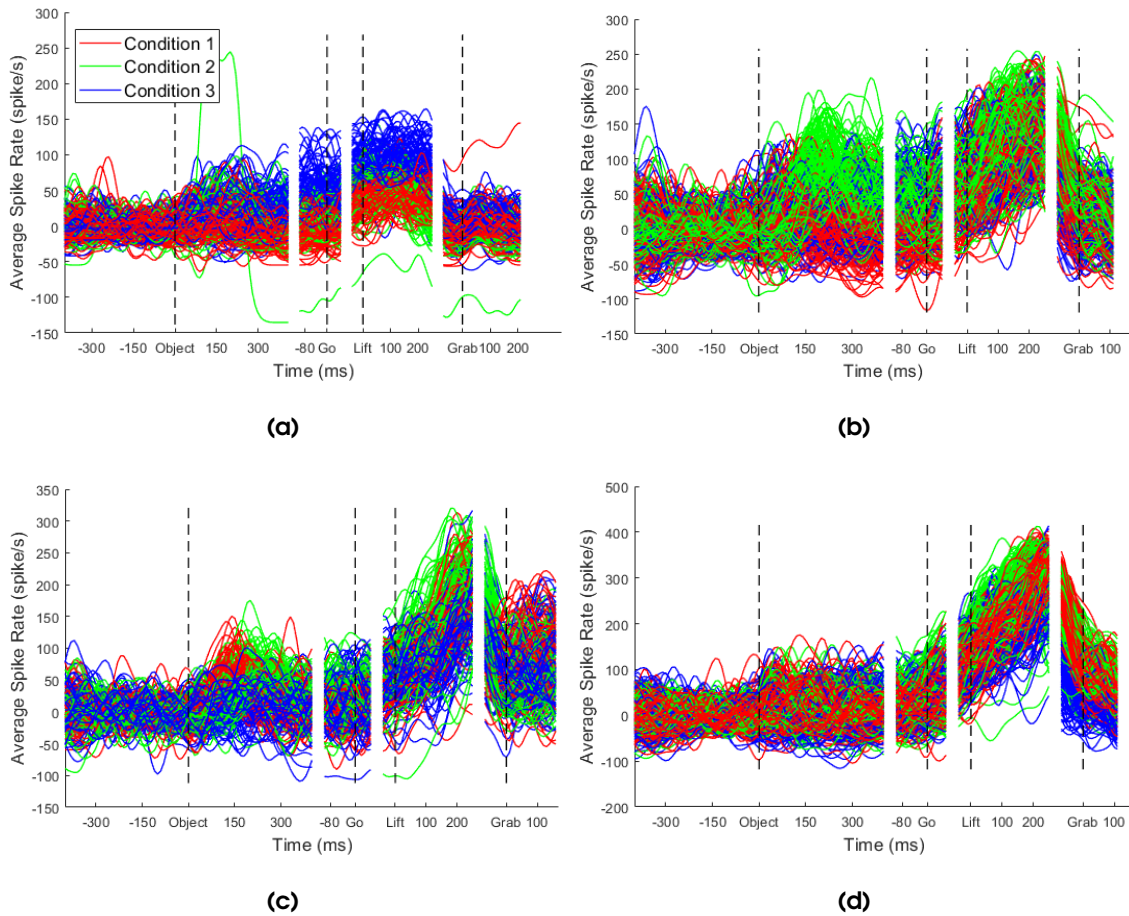 300
250
200
150
100
50
0
-50
-100
-150
Average Spike Rate (spike/s)
Condition 1
Condition 2
Condition 3
-300 -150 Object 150 300 -80 Go Lift 100 200 Grab 100 200
Time (ms)
(a)
300
250
200
150
100
50
0
-50
-100
-150
Average Spike Rate (spike/s)
-300 -150 Object 150 300 -80 Go Lift 100 200 Grab 100
Time (ms)
(b)
350
300
250
200
150
100
50
0
-50
-100
-150
Average Spike Rate (spike/s)
-300 -150 Object 150 300 -80 Go Lift 100 200 Grab 100
Time (ms)
(c)
500
400
300
200
100
0
-100
-200
Average Spike Rate (spike/s)
-300 -150 Object 150 300 -80 Go Lift 100 200 Grab 100
Time (ms)
(d)